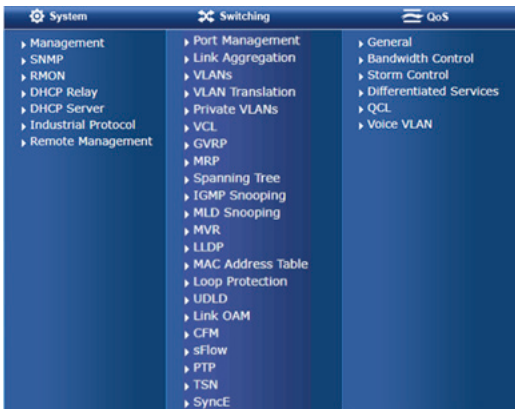 System
Management
SNMP
RMON
DHCP Relay
DHCP Server
Industrial Protocol
Remote Management
Switching
Port Management
Link Aggregation
VLANs
VLAN Translation
Private VLANs
VCL
GVRP
MRP
Spanning Tree
IGMP Snooping
MLD Snooping
MVR
LLDP
MAC Address Table
Loop Protection
UDLD
Link OAM
CFM
sFlow
PTP
TSN
SyncE
QoS
General
Bandwidth Control
Storm Control
Differentiated Services
QCL
Voice VLAN